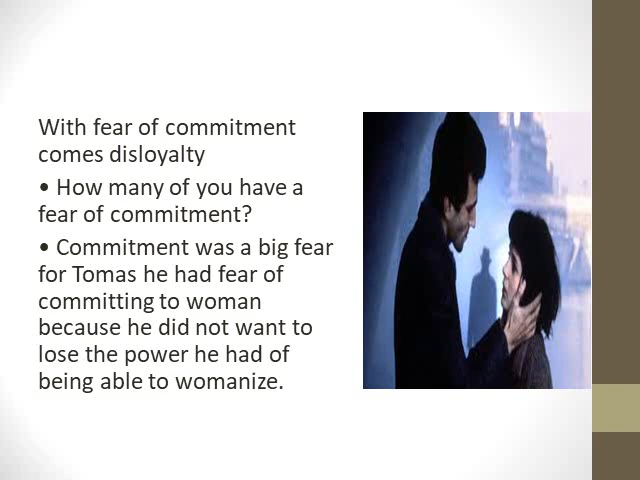 With fear of commitment
comes disloyalty
• How many of you have a
fear of commitment?
• Commitment was a big fear
for Tomas he had fear of
committing to woman
because he did not want to
lose the power he had of
being able to womanize.